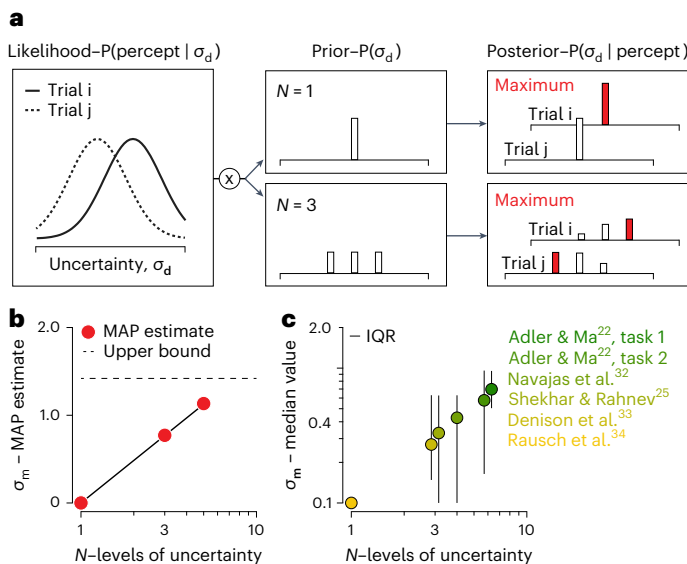 a
Likelihood–P(percept | σd)
Prior–P(σd)
Posterior–P(σd | percept)
Trial i
Trial j
Uncertainty, σd
x
N = 1
N = 3
Maximum
Trial i
Trial j
Maximum
Trial i
Trial j
b
σm – MAP estimate
2.0
1.0
0
MAP estimate
Upper bound
1
3
10
N–levels of uncertainty
c
σm – median value
2.0
0.4
0.1
– IQR
1
3
10
N–levels of uncertainty
Adler & Ma22, task 1
Adler & Ma22, task 2
Navajas et al.32
Shekhar & Rahnev25
Denison et al.33
Rausch et al.34